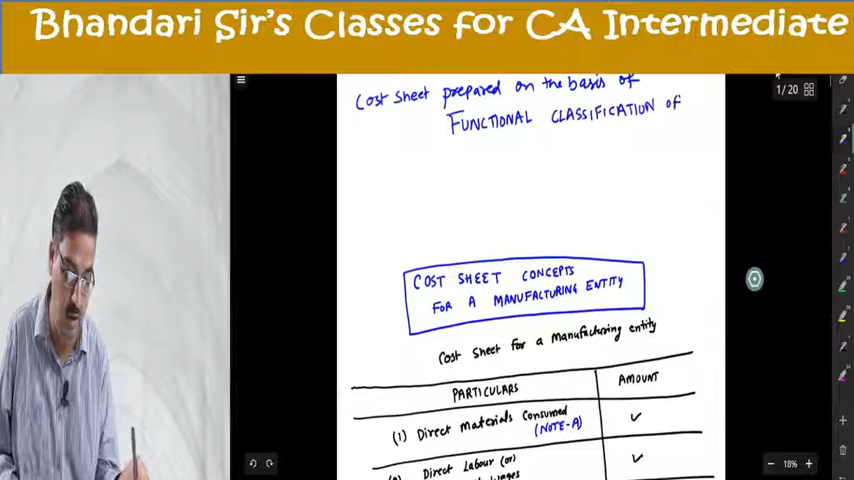 Bhandari Sir's Classes for CA Intermediate
1/20
Cost Sheet prepared on the basis of
FUNCTIONAL CLASSIFICATION OF
COST SHEET CONCEPTS
FOR A MANUFACTURING ENTITY
Cost Sheet for a manufacturing entity
PARTICULARS AMOUNT
(1) Direct Materials Consumed ✓
(NOTE-A)
Direct Labour (or) ✓
wages
18%